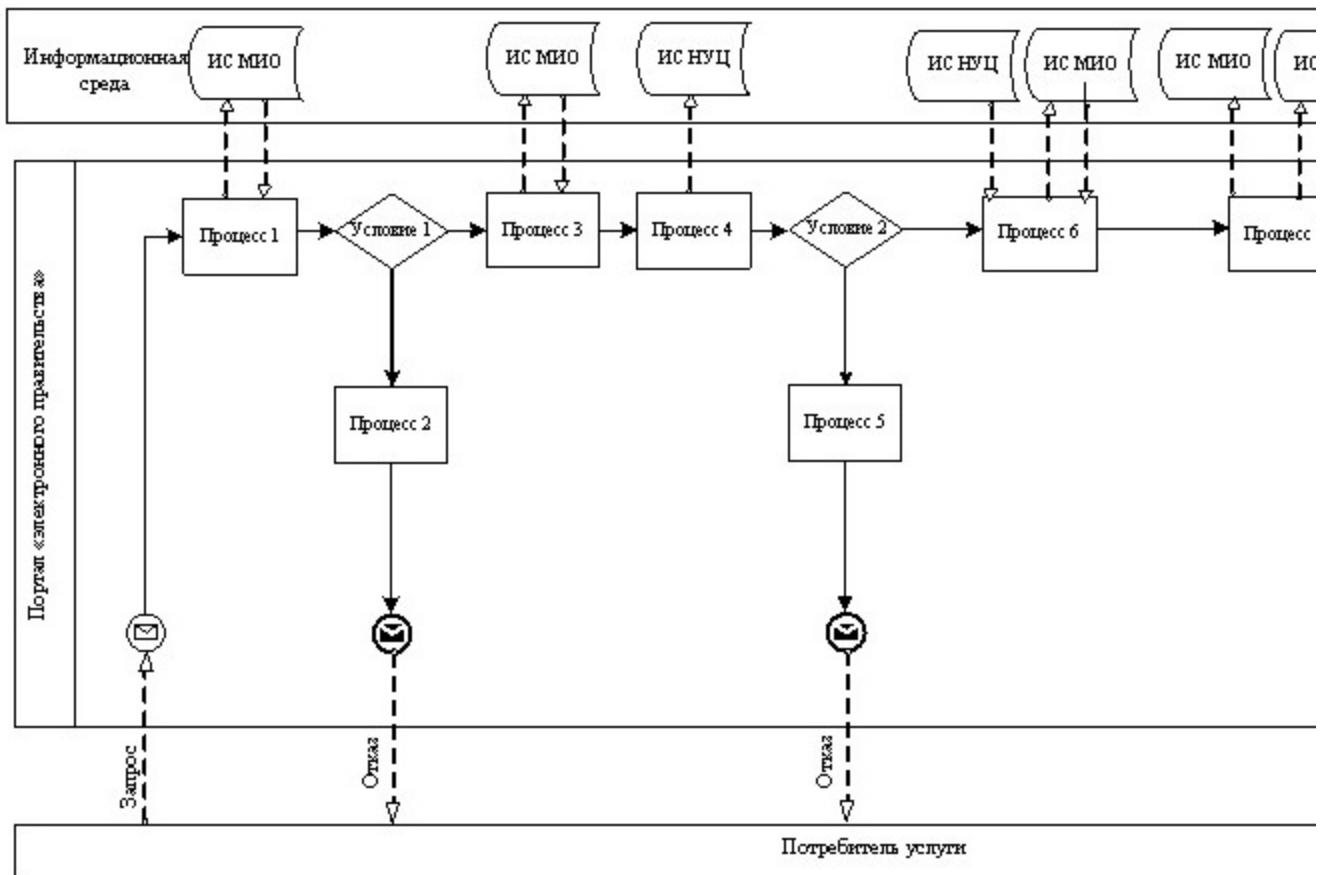 Информационная
среда
ИС МИО
ИС МИО
ИС НУЦ
ИС НУЦ
ИС МИО
ИС МИО
ИС
Портал «электронного правительства»
Процесс 1
Условие 1
Процесс 3
Процесс 4
Условие 2
Процесс 6
Процесс
Процесс 2
Процесс 5
Запрос
Отказ
Отказ
Потребитель услуги